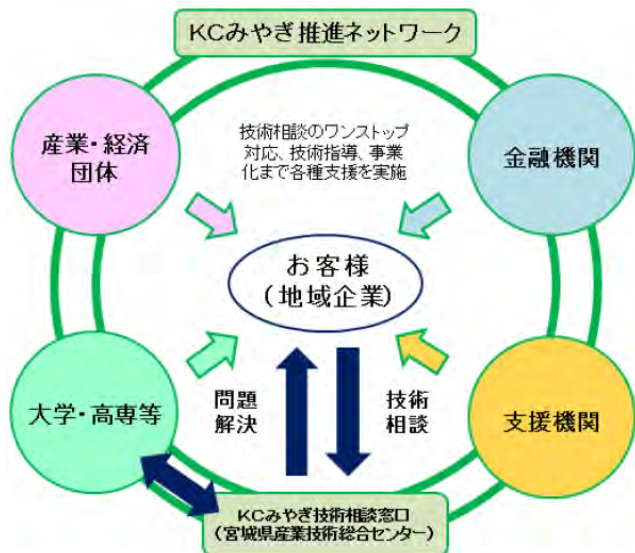 KCみやぎ推進ネットワーク
産業・経済
団体
技術相談のワンストップ
対応、技術指導、事業
化まで各種支援を実施
金融機関
お客様
(地域企業)
大学・高専等
問題
解決
技術
相談
支援機関
KCみやぎ技術相談窓口
(宮城県産業技術総合センター)